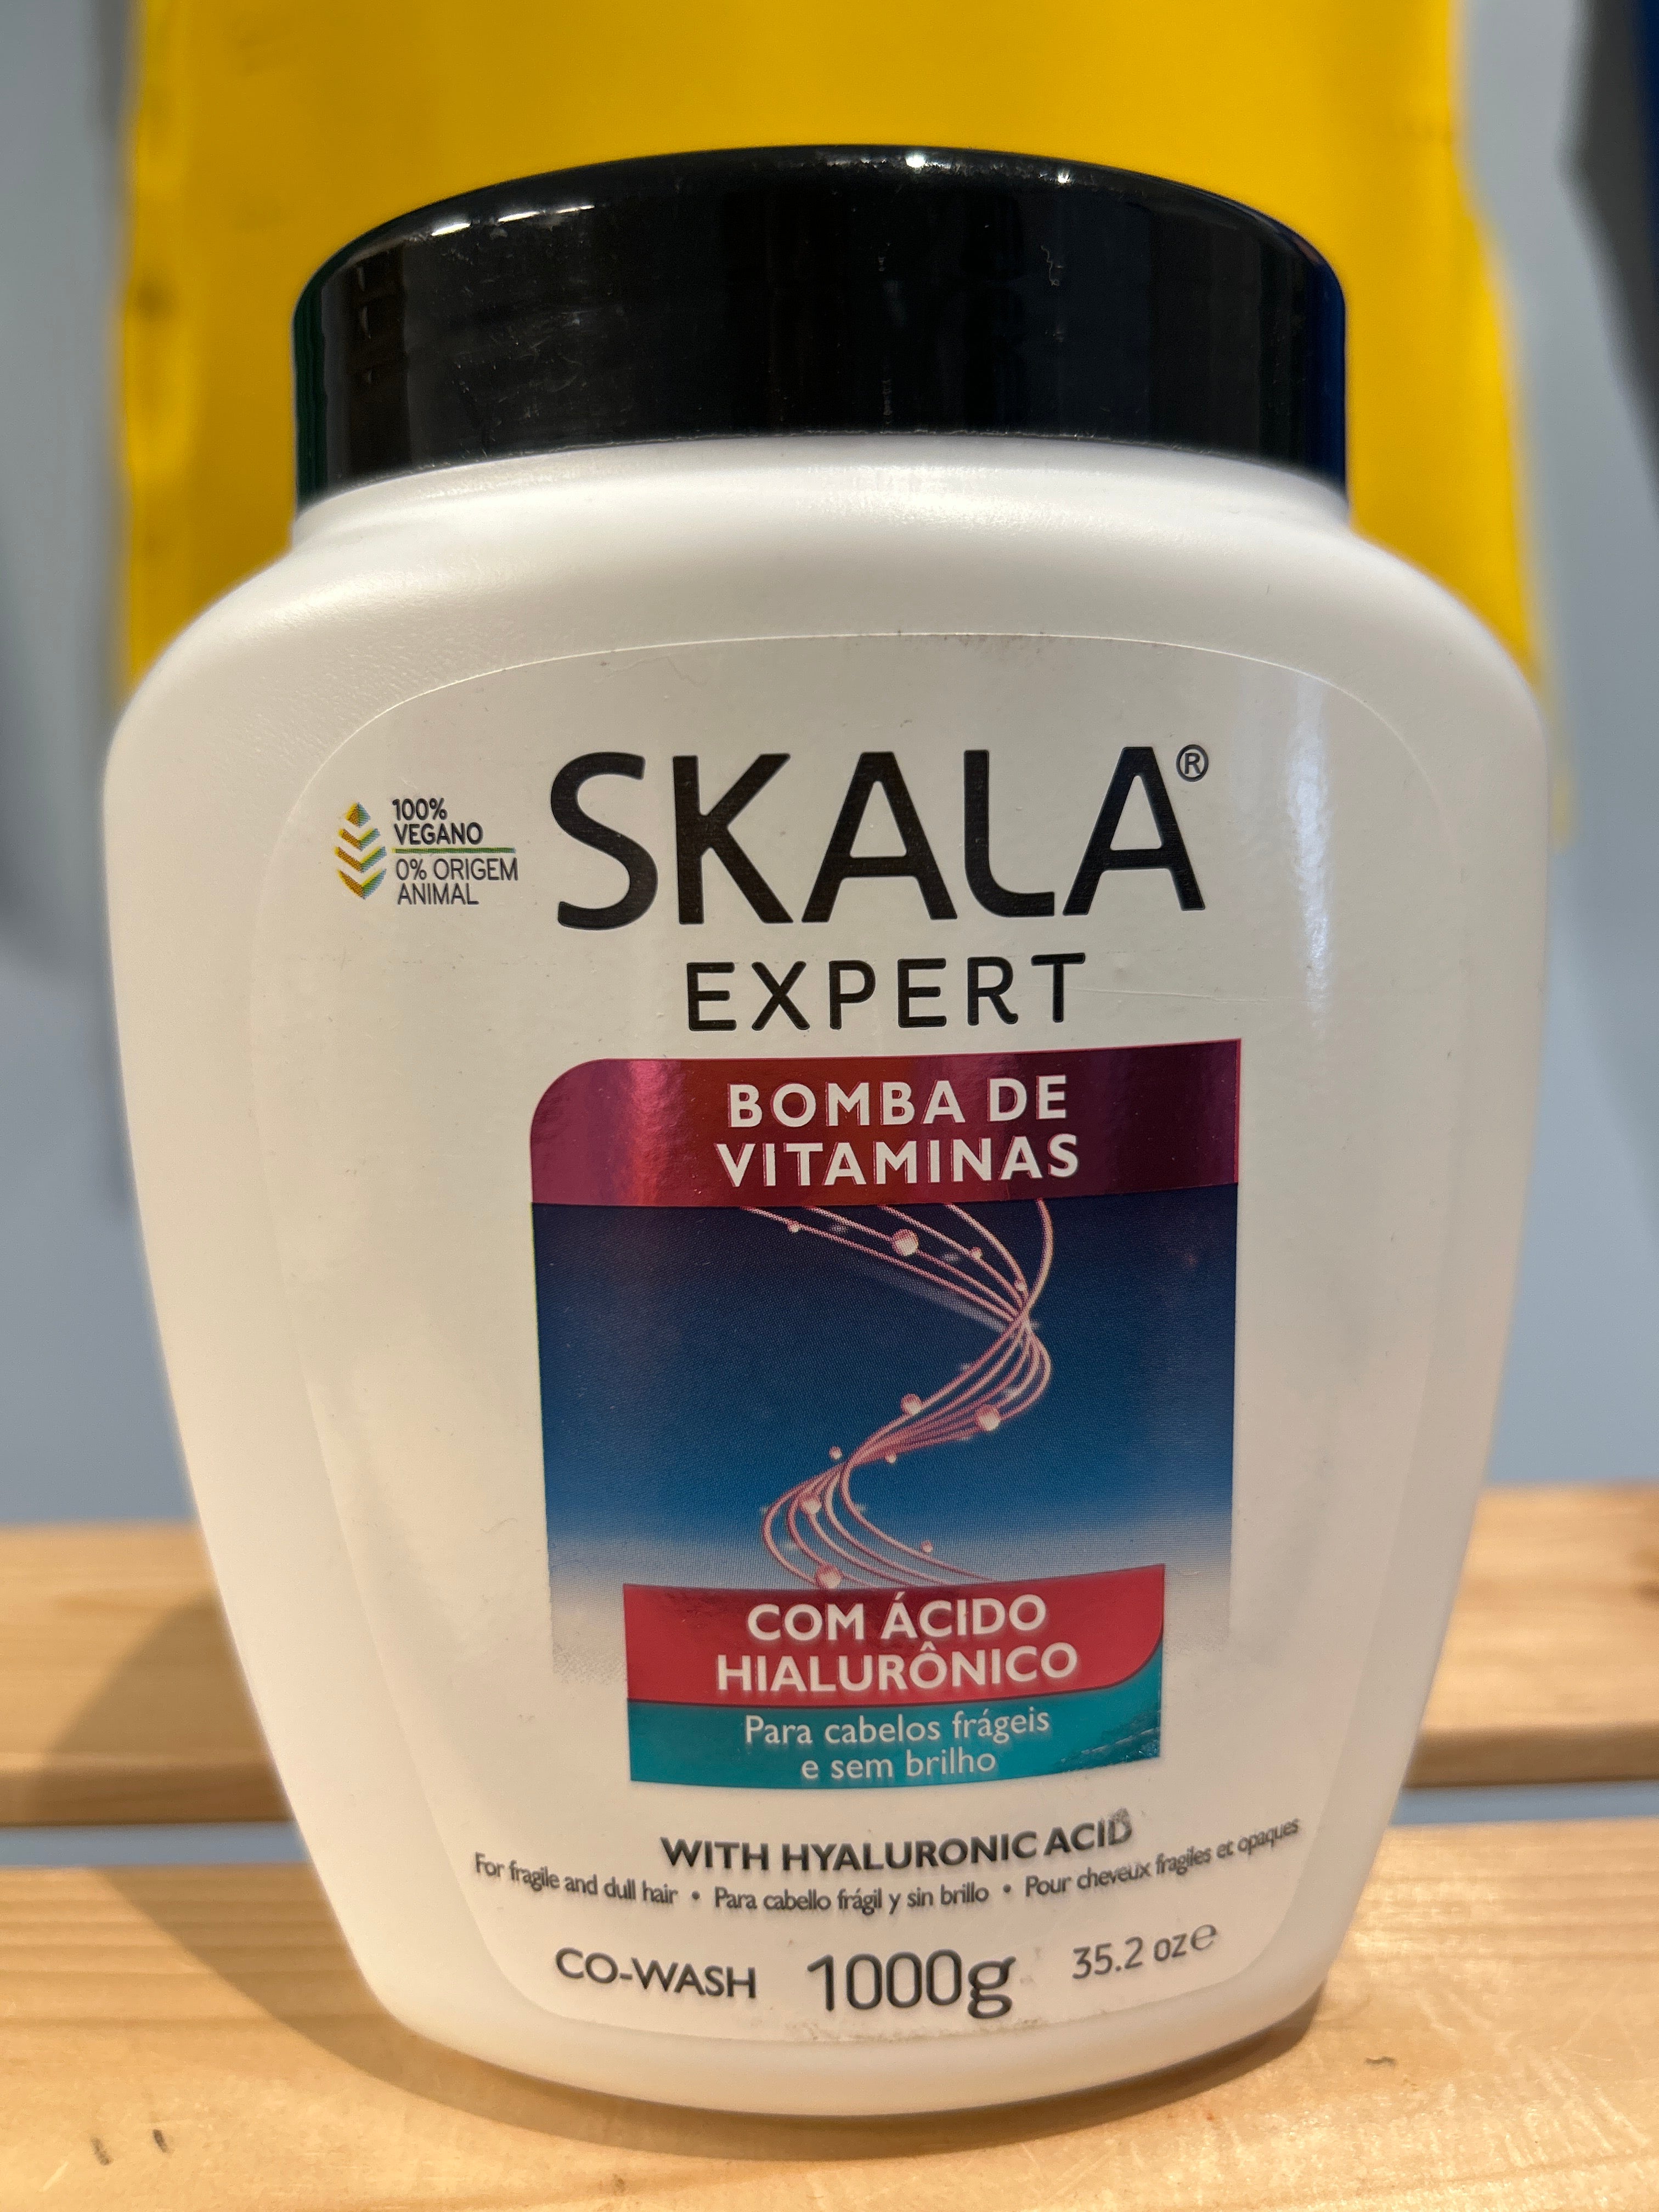 100%
VEGANO
0% ORIGEM
ANIMAL
SKALA®
EXPERT
BOMBA DE
VITAMINAS
COM ÁCIDO
HIALURÔNICO
Para cabelos frágeis
e sem brilho
WITH HYALURONIC ACID
For fragile and dull hair • Para cabello frágil y sin brillo • Pour cheveux fragiles et opaques
CO-WASH 1000g 35.2 oz℮